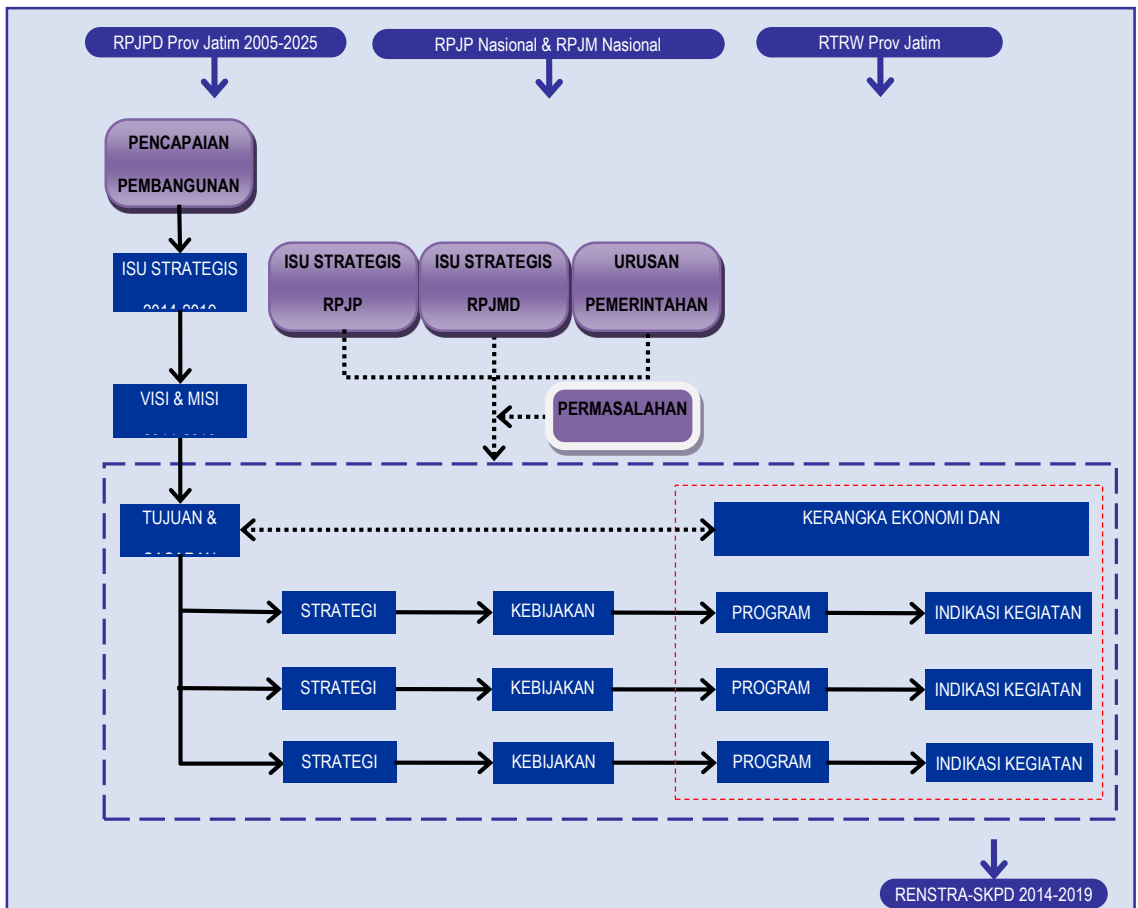 RPJPD Prov Jatim 2005-2025
RPJP Nasional & RPJM Nasional
RTRW Prov Jatim
PENCAPAIAN
PEMBANGUNAN
ISU STRATEGIS
2014-2019
ISU STRATEGIS
RPJP
ISU STRATEGIS
RPJMD
URUSAN
PEMERINTAHAN
VISI & MISI
PERMASALAHAN
TUJUAN &
KERANGKA EKONOMI DAN
STRATEGI
KEBIJAKAN
PROGRAM
INDIKASI KEGIATAN
STRATEGI
KEBIJAKAN
PROGRAM
INDIKASI KEGIATAN
STRATEGI
KEBIJAKAN
PROGRAM
INDIKASI KEGIATAN
RENSTRA-SKPD 2014-2019